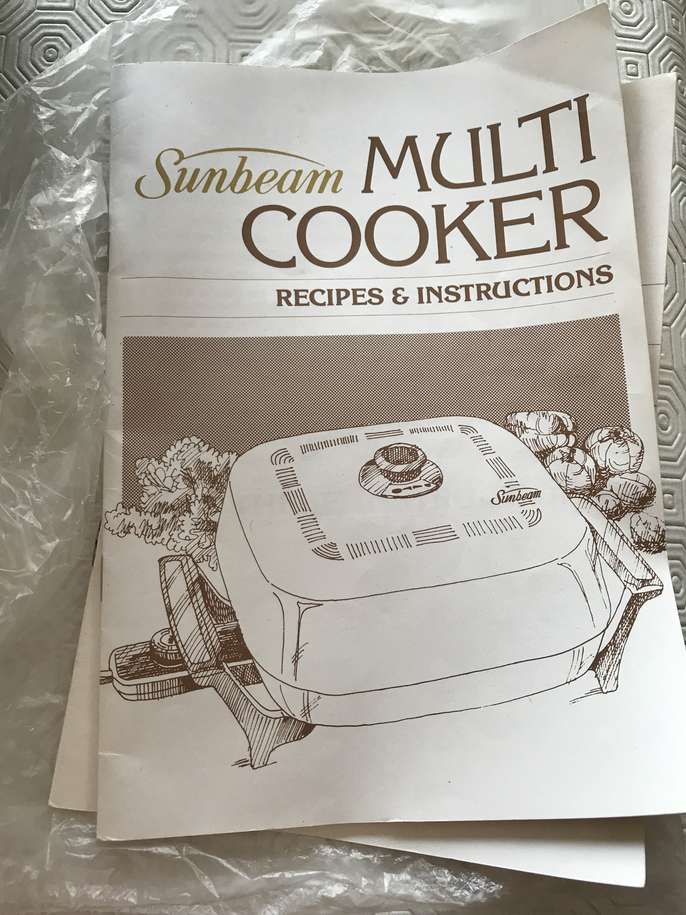 Sunbeam MULTI
COOKER
RECIPES & INSTRUCTIONS
Sunbeam